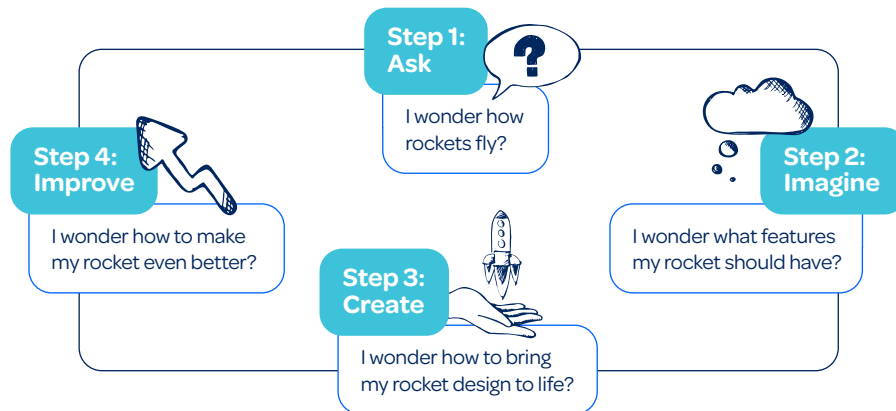 Step 1:
Ask
?
I wonder how
rockets fly?
Step 2:
Imagine
I wonder what features
my rocket should have?
Step 3:
Create
I wonder how to bring
my rocket design to life?
Step 4:
Improve
I wonder how to make
my rocket even better?